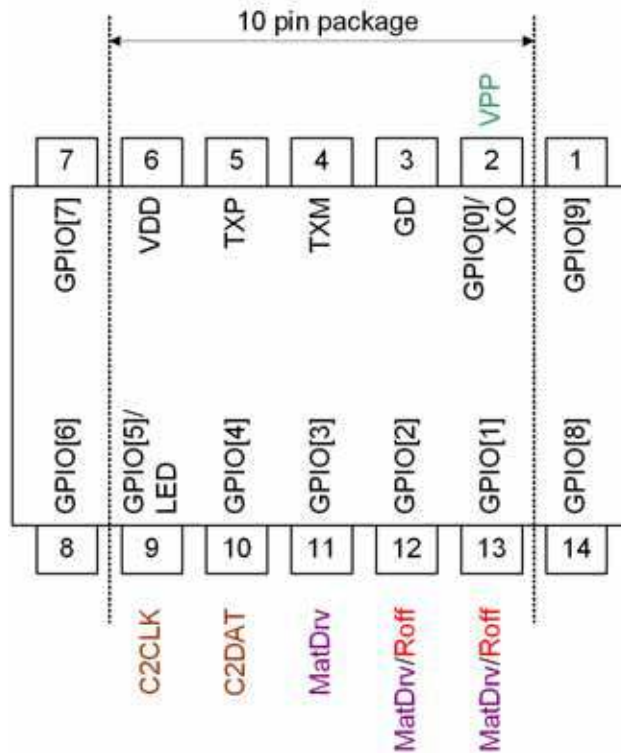 10 pin package
VPP
7
6
5
4
3
2
1
GPIO[7]
VDD
TXP
TXM
GD
GPIO[0]/
XO
GPIO[9]
GPIO[6]
GPIO[5]/
LED
GPIO[4]
GPIO[3]
GPIO[2]
GPIO[1]
GPIO[8]
8
9
10
11
12
13
14
C2CLK
C2DAT
MatDrv
MatDrv/Roff
MatDrv/Roff